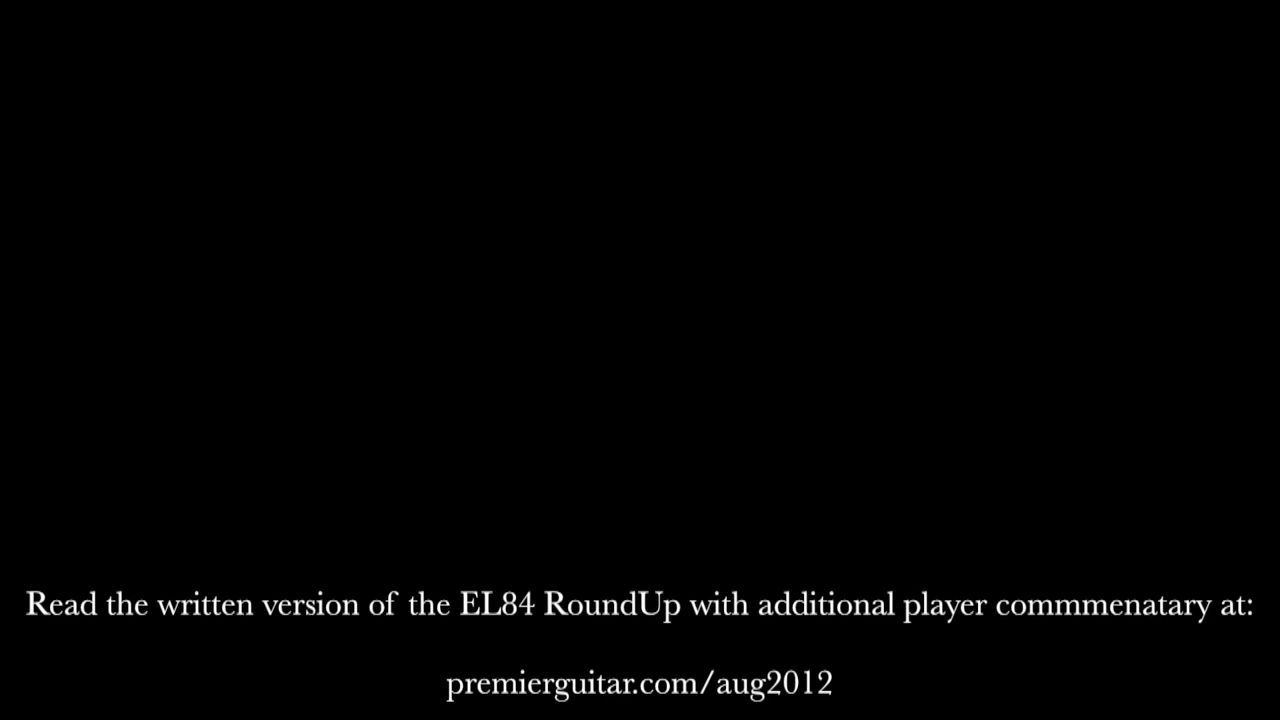 Read the written version of the EL84 RoundUp with additional player commmenatary at:
premierguitar.com/aug2012